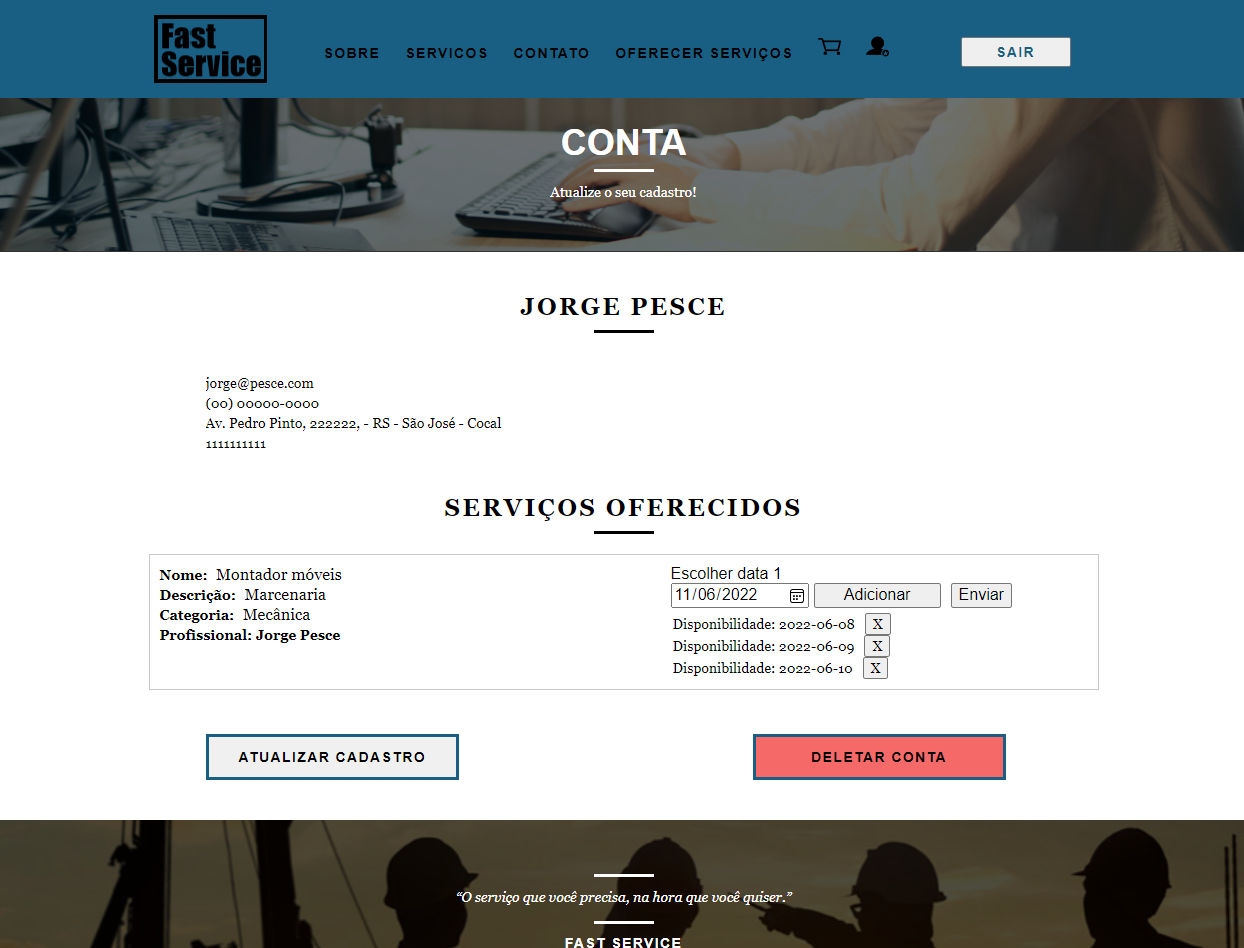 Fast
Service
SOBRE SERVICOS CONTATO OFERECER SERVIÇOS SAIR
CONTA
Atualize o seu cadastro!
JORGE PESCE
jorge@pesce.com
(00) 00000-0000
Av. Pedro Pinto, 222222, - RS - São José - Cocal
1111111111
SERVIÇOS OFERECIDOS
Nome: Montador móveis
Descrição: Marcenaria
Categoria: Mecânica
Profissional: Jorge Pesce
Escolher data 1
11/06/2022 Adicionar Enviar
Disponibilidade: 2022-06-08 X
Disponibilidade: 2022-06-09 X
Disponibilidade: 2022-06-10 X
ATUALIZAR CADASTRO DELETAR CONTA
“O serviço que você precisa, na hora que você quiser.”
FAST SERVICE